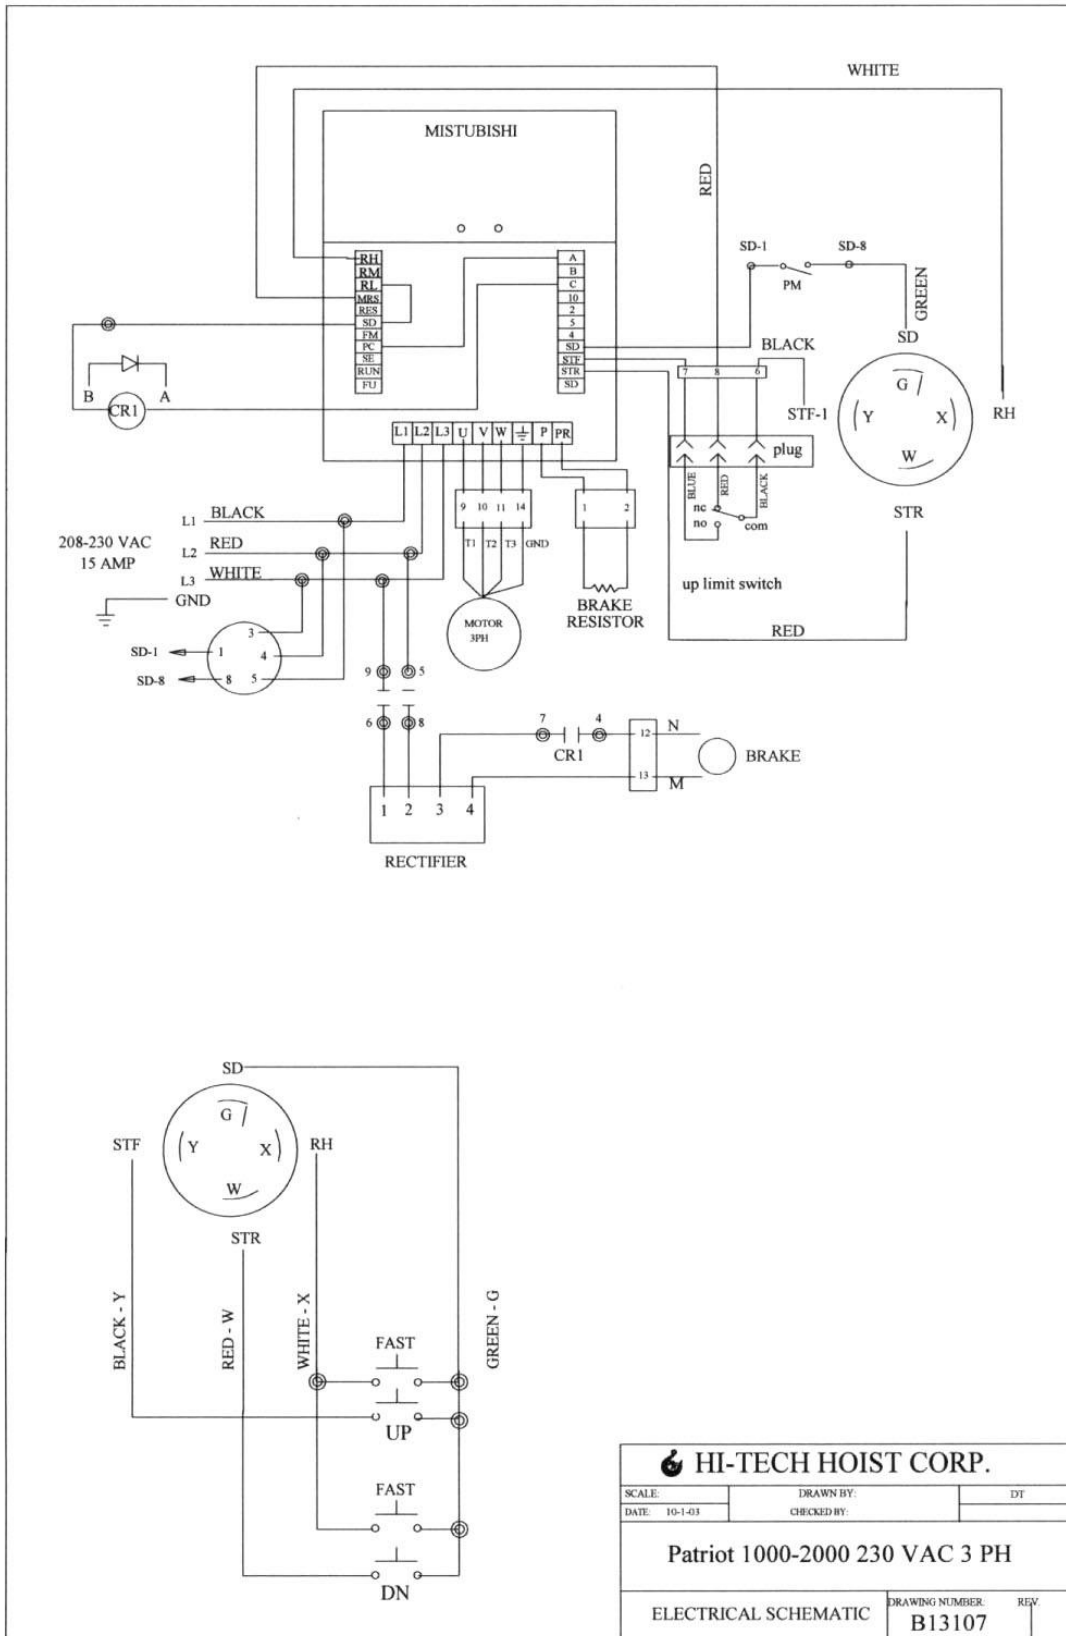 WHITE
MISTUBISHI
RED
SD-1
SD-8
PM
GREEN
SD
RH
RM
RL
MRS
RES
SD
FM
PC
SE
RUN
FU
A
B
C
10
2
5
4
SD
STF
STR
SD
BLACK
7 8 6
STF-1
G
Y X
W
RH
STR
B A
CR1
L1 L2 L3 U V W P PR
plug
BLUE
RED
BLACK
nc
no
com
up limit switch
9 10 11 14
T1 T2 T3 GND
1 2
MOTOR
3PH
BRAKE
RESISTOR
RED
208-230 VAC
15 AMP
L1 BLACK
L2 RED
L3 WHITE
GND
SD-1
SD-8
3
1 4
8 5
9 5
6 8
7 4
CR1
12 N
13 M
BRAKE
1 2 3 4
RECTIFIER
SD
STF
G
Y X
W
RH
STR
BLACK - Y
RED - W
WHITE - X
GREEN - G
FAST
UP
FAST
DN
HI-TECH HOIST CORP.
SCALE: DRAWN BY: DT
DATE: 10-1-03 CHECKED BY:
Patriot 1000-2000 230 VAC 3 PH
ELECTRICAL SCHEMATIC
DRAWING NUMBER: REV.
B13107